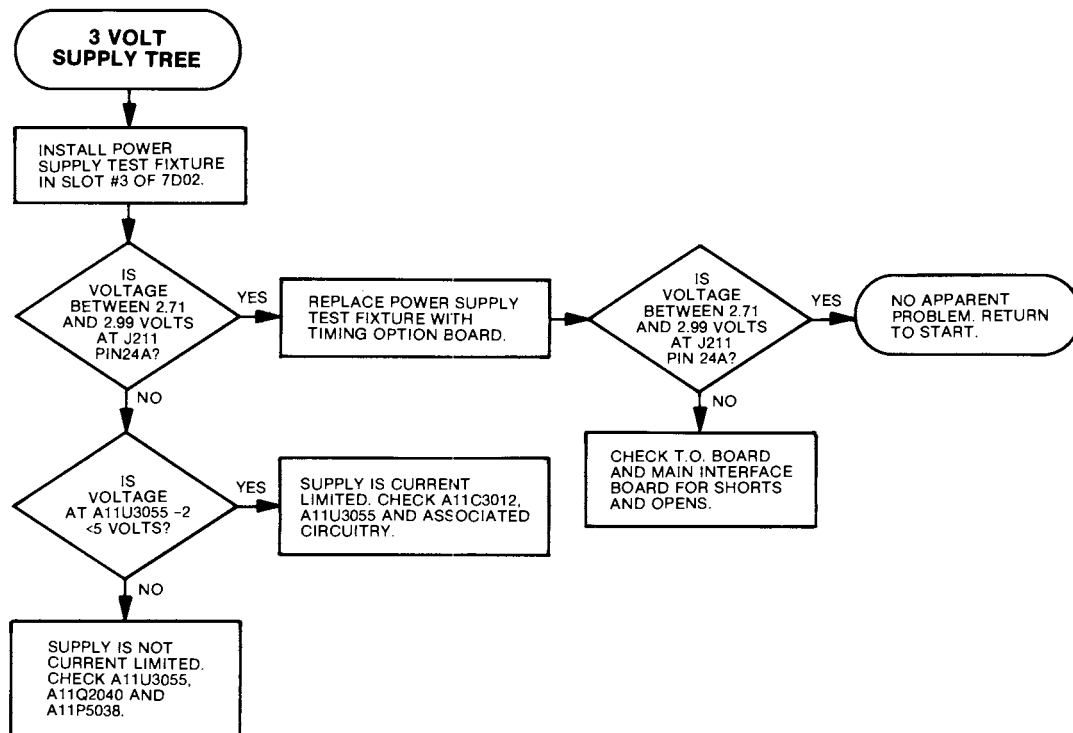 3 VOLT
SUPPLY TREE
INSTALL POWER
SUPPLY TEST FIXTURE
IN SLOT #3 OF 7D02.
IS
VOLTAGE
BETWEEN 2.71
AND 2.99 VOLTS
AT J211
PIN24A?
YES
REPLACE POWER SUPPLY
TEST FIXTURE WITH
TIMING OPTION BOARD.
IS
VOLTAGE
BETWEEN 2.71
AND 2.99 VOLTS
AT J211
PIN 24A?
YES
NO APPARENT
PROBLEM. RETURN
TO START.
NO
NO
CHECK T.O. BOARD
AND MAIN INTERFACE
BOARD FOR SHORTS
AND OPENS.
IS
VOLTAGE
AT A11U3055 -2
<5 VOLTS?
YES
SUPPLY IS CURRENT
LIMITED. CHECK A11C3012,
A11U3055 AND ASSOCIATED
CIRCUITRY.
NO
SUPPLY IS NOT
CURRENT LIMITED.
CHECK A11U3055,
A11Q2040 AND
A11P5038.